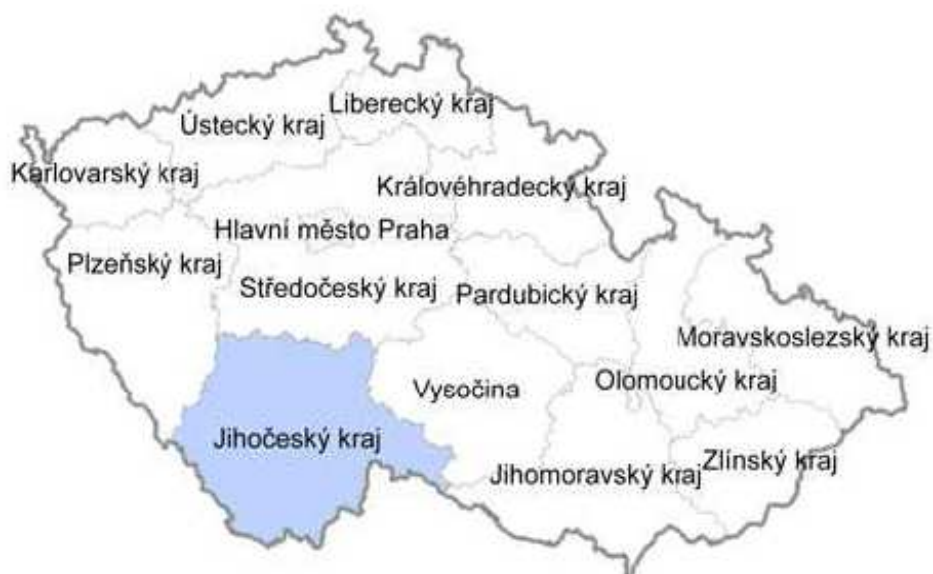 Liberecký kraj
Ústecký kraj
Karlovarský kraj
Královéhradecký kraj
Hlavní město Praha
Plzeňský kraj
Středočeský kraj
Pardubický kraj
Moravskoslezský kraj
Vysočina
Olomoucký kraj
Jihočeský kraj
Jihomoravský kraj
Zlínský kraj